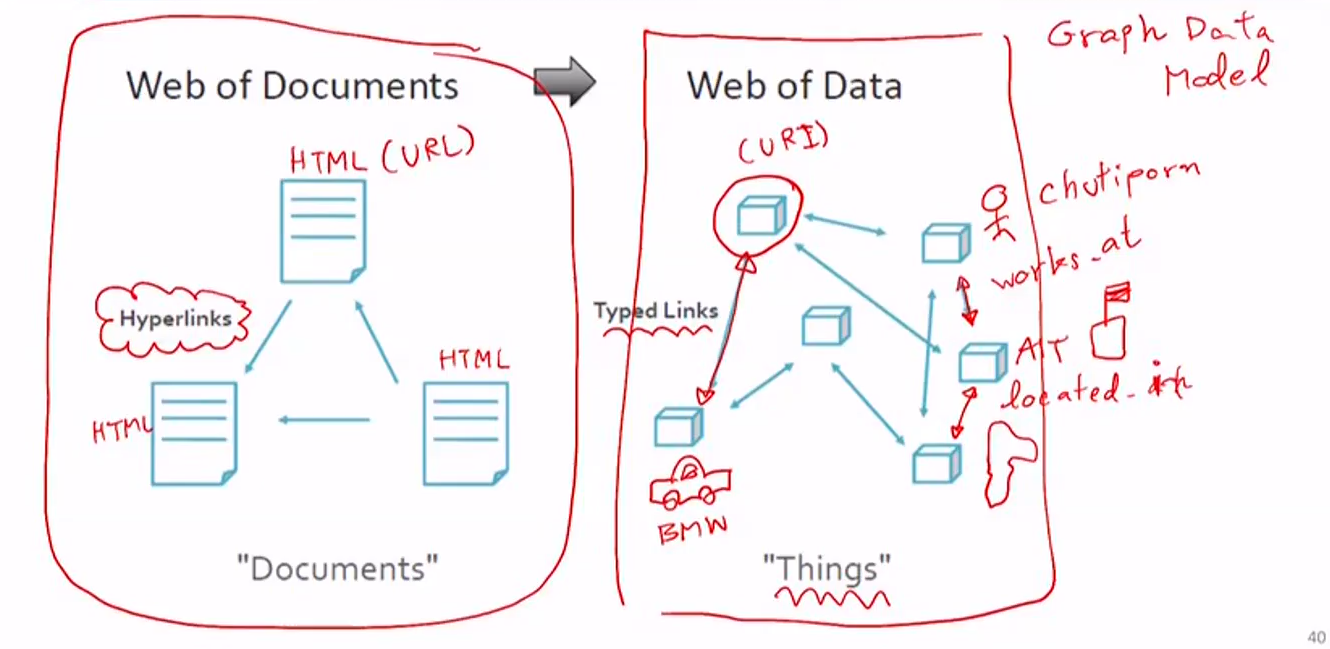 Graph Data
Model
Web of Documents
Web of Data
HTML (URL)
(URI)
chutiporn
works_at
Hyperlinks
Typed Links
HTML
AIT
located_in
HTML
BMW
"Documents"
"Things"
40